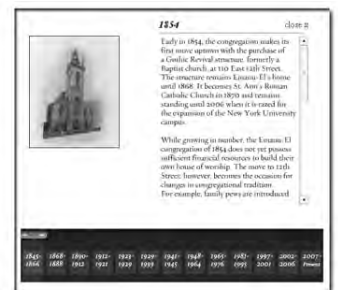 1854
close
Early in 1854, the congregation makes its
first move uptown with the purchase of
a Gothic Revival structure, formerly a
Baptist church, at 110 East 12th Street.
The structure remains Emanu-El's home
until 1868. It becomes St. Ann's Roman
Catholic Church in 1870 and remains
standing until 2006 when it is razed for
the expansion of the New York University
campus.
While growing in number, the Emanu-El
congregation of 1854 does not yet possess
sufficient financial resources to build their
own house of worship. The move to 12th
Street, however, becomes the occasion for
changes in congregational tradition.
For example, family pews are introduced
1845- 1868- 1890- 1912- 1929- 1929- 1941- 1948- 1965- 1981- 1997- 2002- 2007-
1866 1888 1912 1921 1929 1939 1945 1964 1976 1995 2001 2006 Present